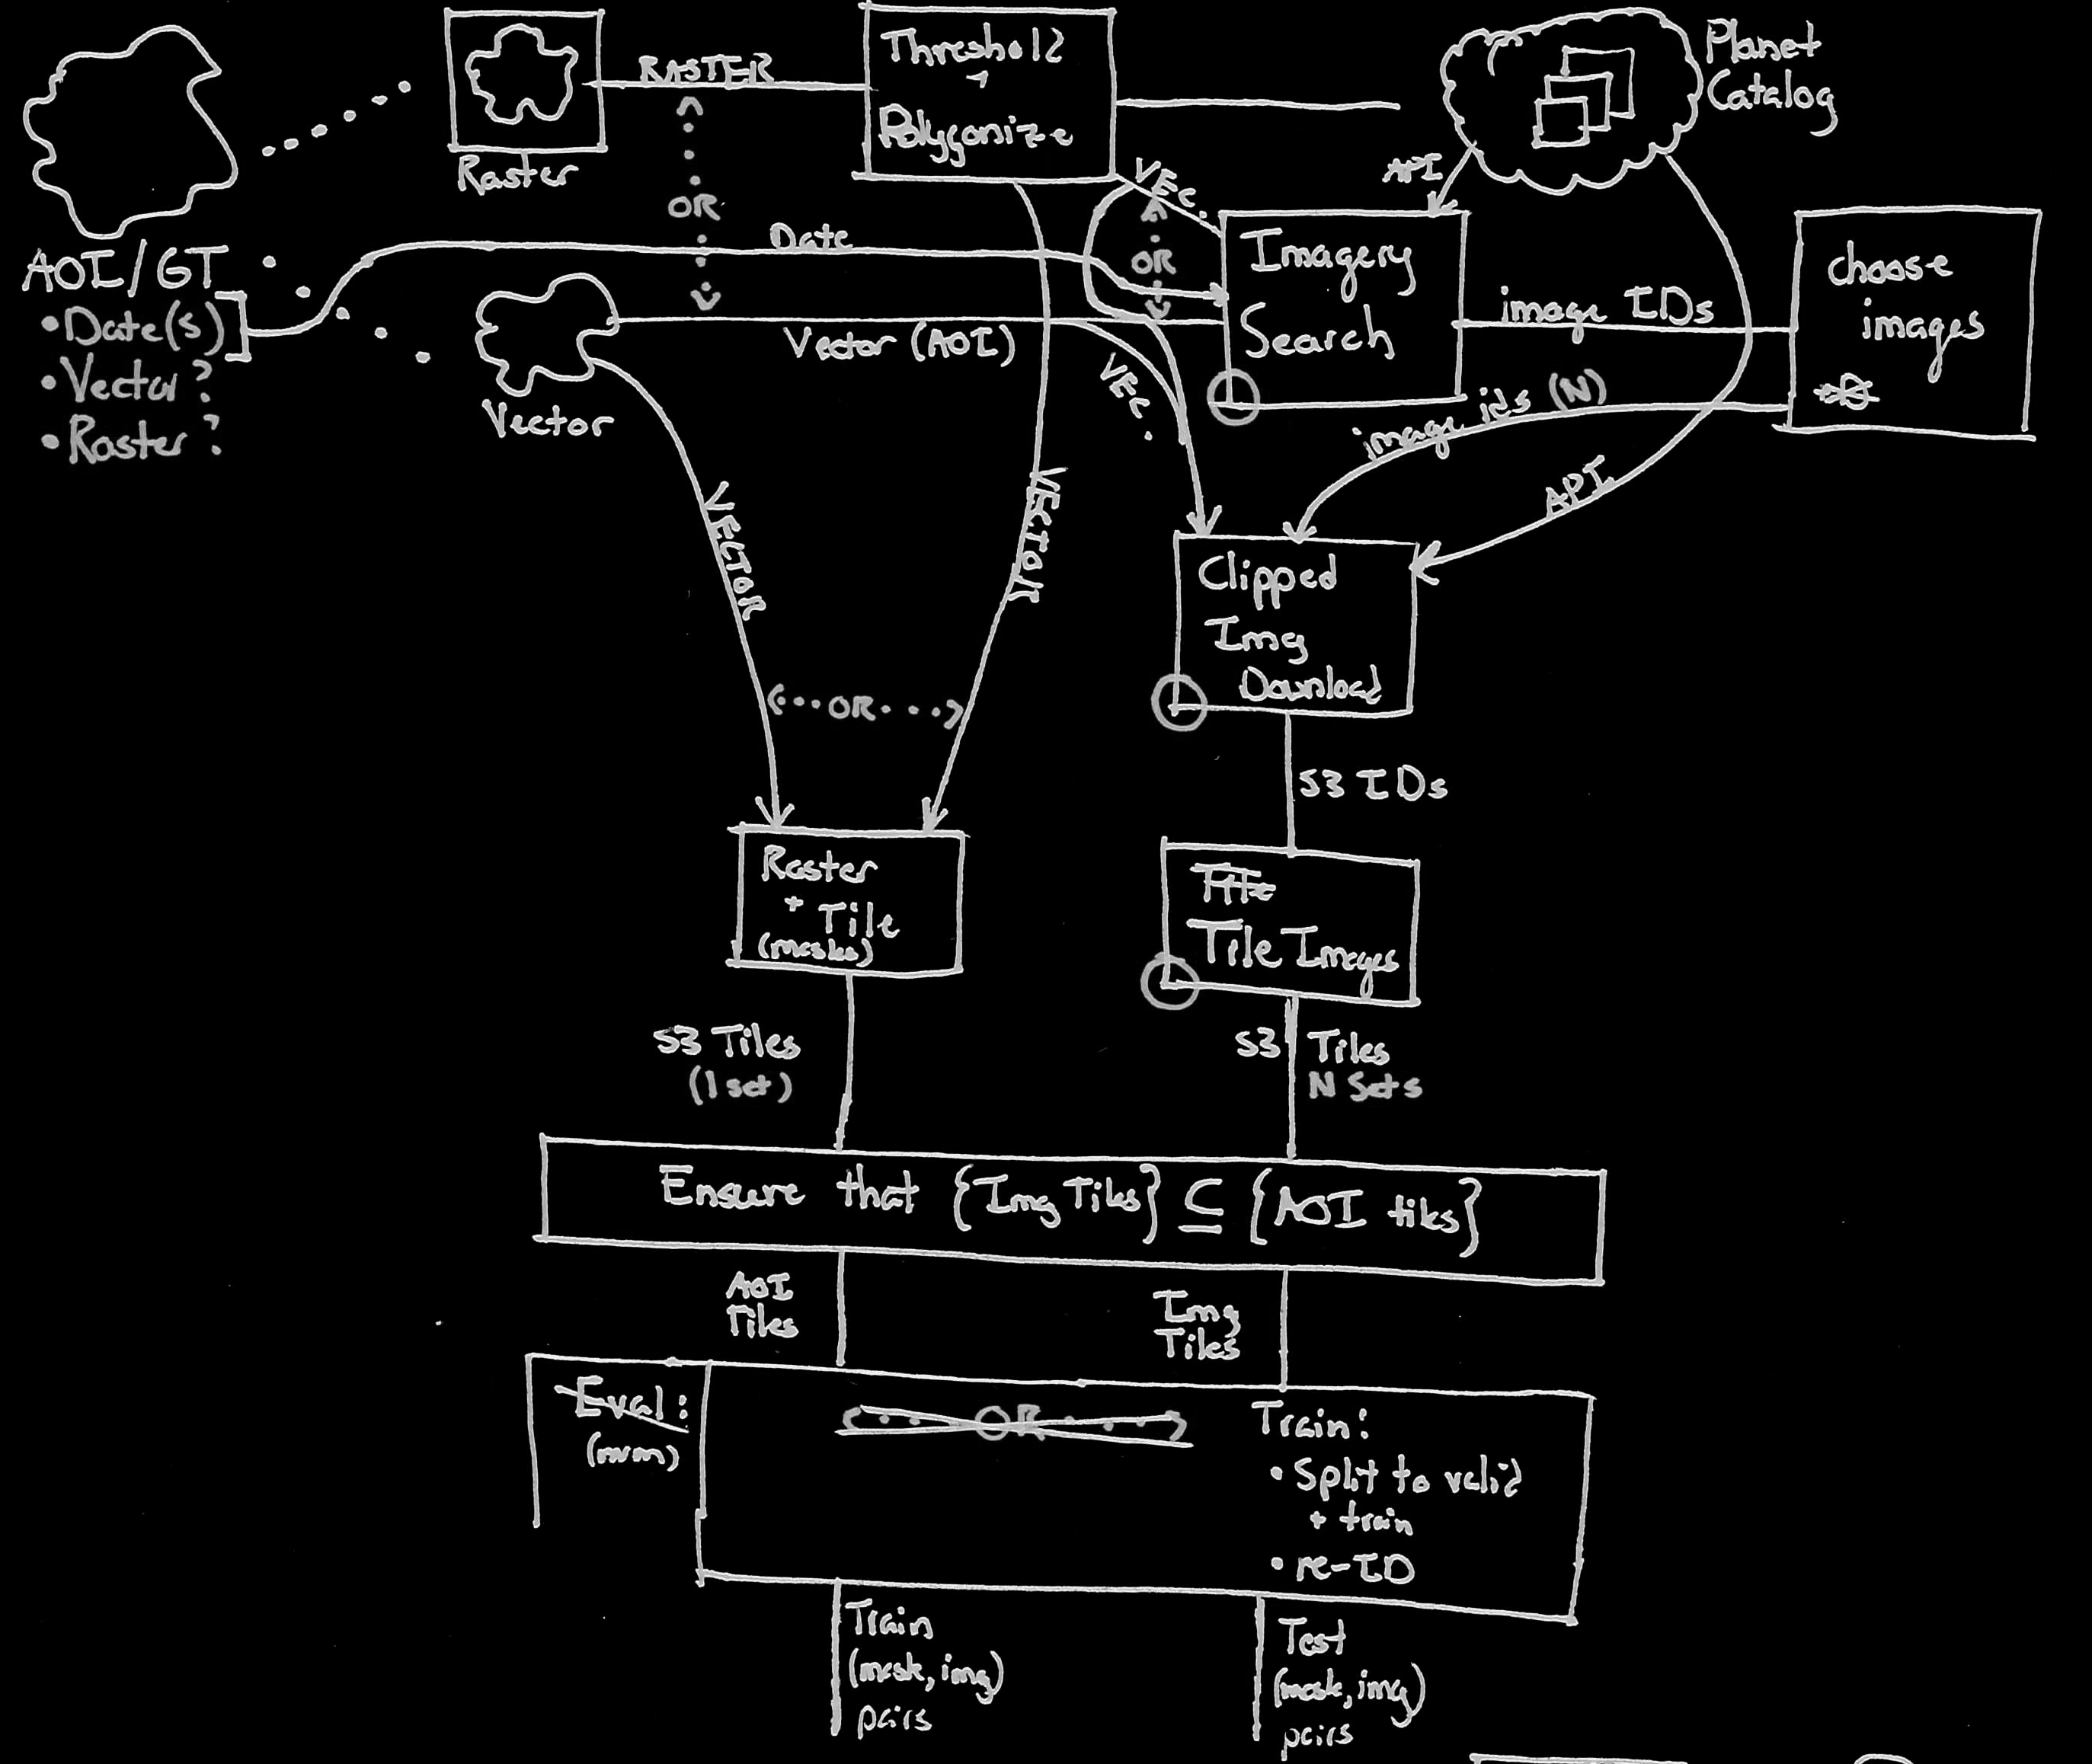 Raster
RASTER
Threshold
+
Polygonize
Planet
Catalog
API
VEC.
OR
OR
Date
AOI/GT
• Date(s)
• Vector?
• Raster?
Vector
Vector (AOI)
VEC.
Imagery
Search
image IDs
choose
images
image ids (N)
API
VECTOR
VECTOR
OR
Clipped
Img
Download
S3 IDs
Raster
+ Tile
(masks)
Tile Images
S3 Tiles
(1 set)
S3 Tiles
N Sets
Ensure that {Img Tiles} ⊆ {AOI tiles}
AOI
Tiles
Img
Tiles
Eval:
(nvm)
OR
Train:
• Split to valid
+ train
• re-ID
Train
(mask, img)
pairs
Test
(mask, img)
pairs